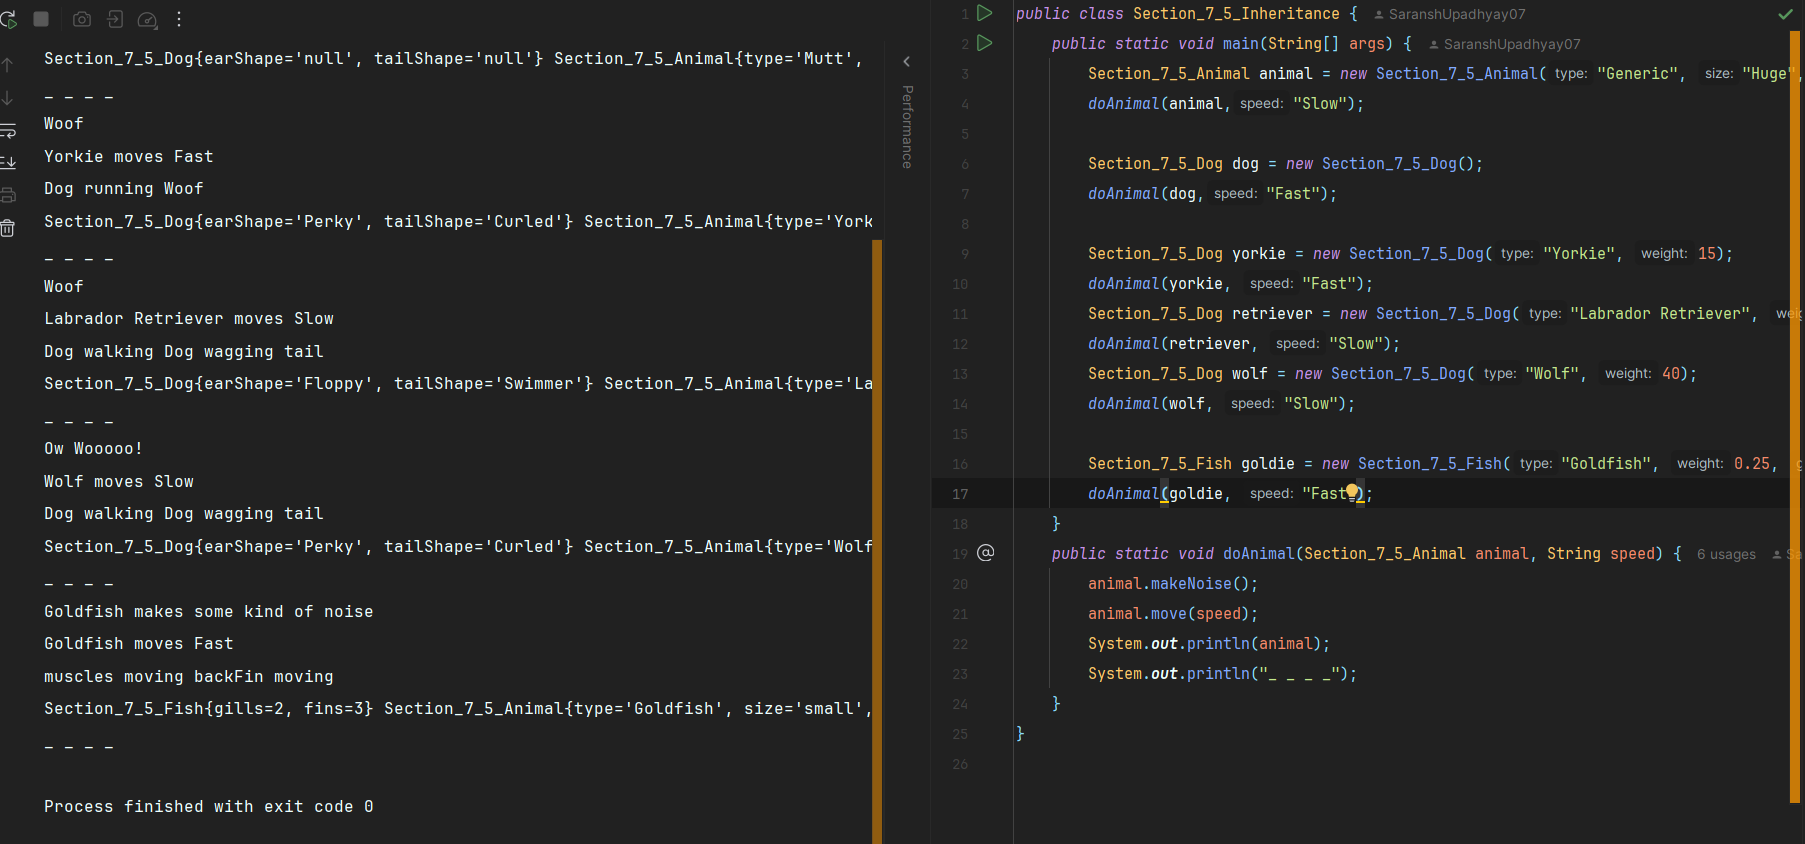 Section_7_5_Dog{earShape='null', tailShape='null'} Section_7_5_Animal{type='Mutt',
_ _ _ _
Woof
Yorkie moves Fast
Dog running Woof
Section_7_5_Dog{earShape='Perky', tailShape='Curled'} Section_7_5_Animal{type='York
_ _ _ _
Woof
Labrador Retriever moves Slow
Dog walking Dog wagging tail
Section_7_5_Dog{earShape='Floppy', tailShape='Swimmer'} Section_7_5_Animal{type='La
_ _ _ _
Ow Wooooo!
Wolf moves Slow
Dog walking Dog wagging tail
Section_7_5_Dog{earShape='Perky', tailShape='Curled'} Section_7_5_Animal{type='Wolf
_ _ _ _
Goldfish makes some kind of noise
Goldfish moves Fast
muscles moving backFin moving
Section_7_5_Fish{gills=2, fins=3} Section_7_5_Animal{type='Goldfish', size='small',
_ _ _ _
Process finished with exit code 0
Performance
1 public class Section_7_5_Inheritance { SaranshUpadhyay07
2 public static void main(String[] args) { SaranshUpadhyay07
3 Section_7_5_Animal animal = new Section_7_5_Animal( type: "Generic", size: "Huge",
4 doAnimal(animal, speed: "Slow");
5
6 Section_7_5_Dog dog = new Section_7_5_Dog();
7 doAnimal(dog, speed: "Fast");
8
9 Section_7_5_Dog yorkie = new Section_7_5_Dog( type: "Yorkie", weight: 15);
10 doAnimal(yorkie, speed: "Fast");
11 Section_7_5_Dog retriever = new Section_7_5_Dog( type: "Labrador Retriever", wei
12 doAnimal(retriever, speed: "Slow");
13 Section_7_5_Dog wolf = new Section_7_5_Dog( type: "Wolf", weight: 40);
14 doAnimal(wolf, speed: "Slow");
15
16 Section_7_5_Fish goldie = new Section_7_5_Fish( type: "Goldfish", weight: 0.25,
17 doAnimal(goldie, speed: "Fast");
18 }
19 @ public static void doAnimal(Section_7_5_Animal animal, String speed) { 6 usages Sa
20 animal.makeNoise();
21 animal.move(speed);
22 System.out.println(animal);
23 System.out.println("_ _ _ _");
24 }
25 }
26